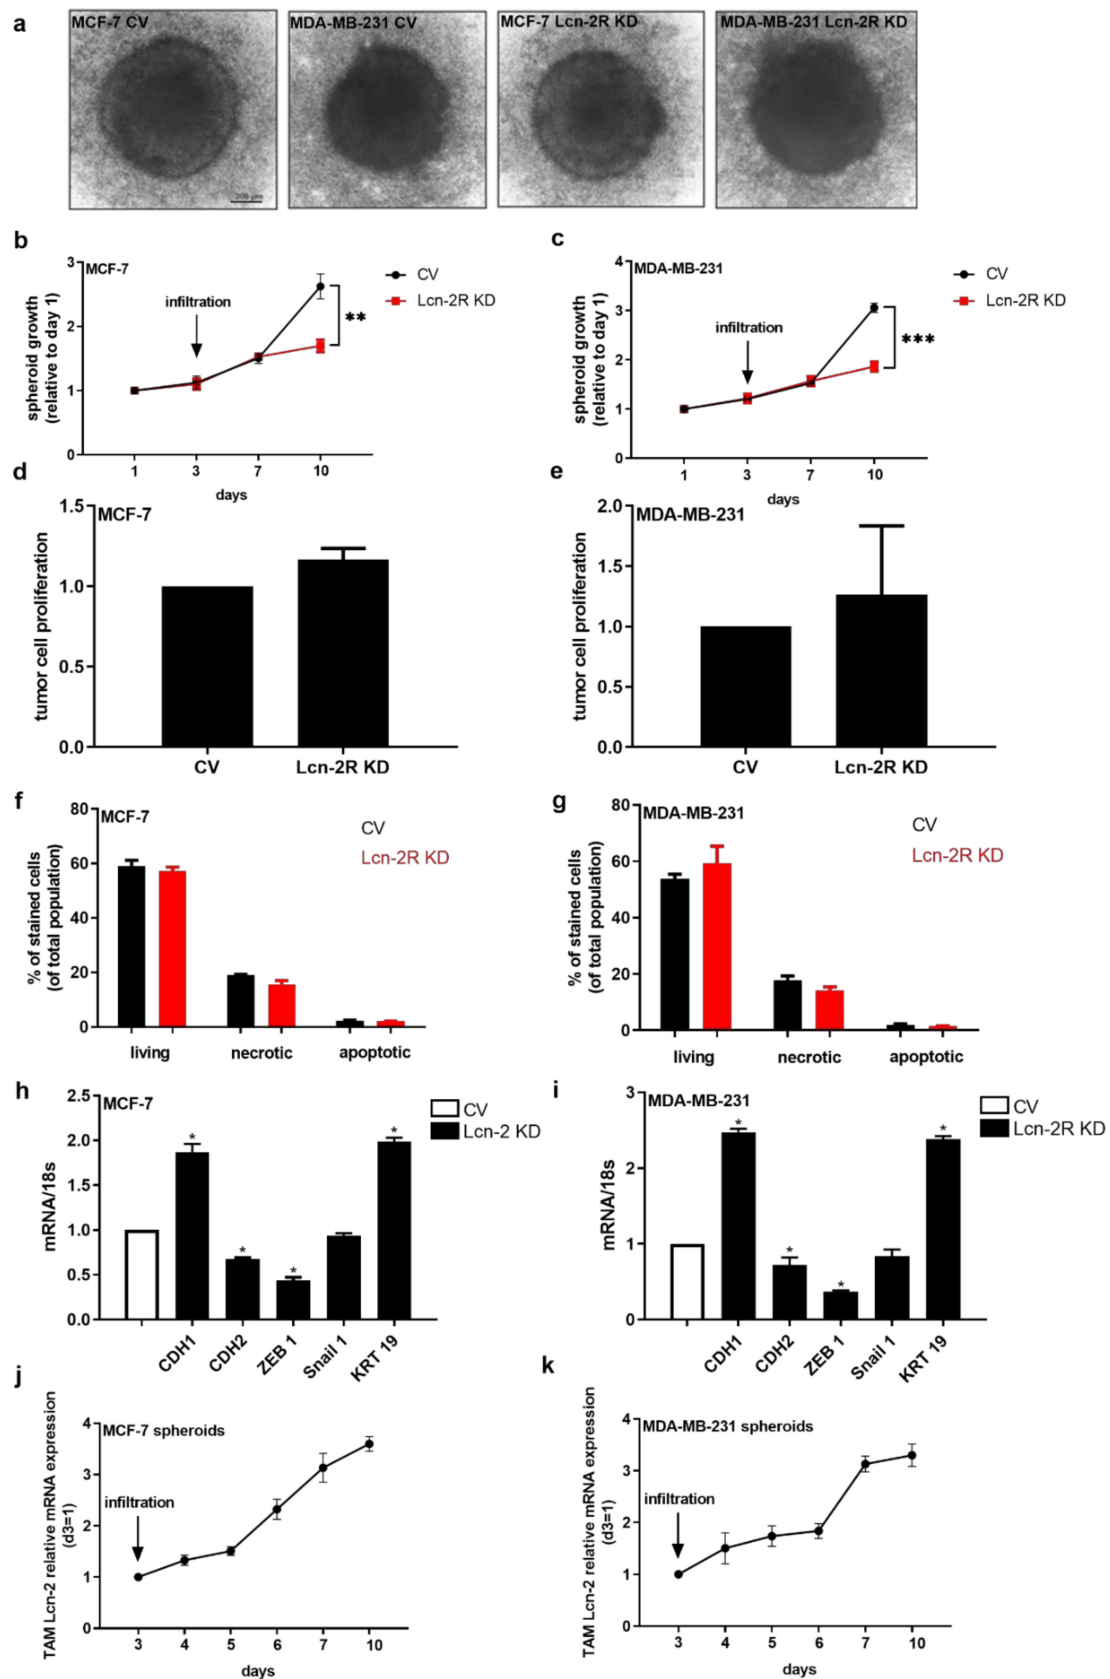 a
MCF-7 CV
MDA-MB-231 CV
MCF-7 Lcn-2R KD
MDA-MB-231 Lcn-2R KD
200 µm
b
MCF-7
spheroid growth
(relative to day 1)
3
2
1
0
infiltration
**
CV
Lcn-2R KD
1 3 7 10
days
c
MDA-MB-231
spheroid growth
(relative to day 1)
4
3
2
1
0
infiltration
***
CV
Lcn-2R KD
1 3 7 10
days
d
MCF-7
tumor cell proliferation
1.5
1.0
0.5
0.0
CV Lcn-2R KD
e
MDA-MB-231
tumor cell proliferation
2.0
1.5
1.0
0.5
0.0
CV Lcn-2R KD
f
MCF-7
% of stained cells
(of total population)
80
60
40
20
0
CV
Lcn-2R KD
living necrotic apoptotic
g
MDA-MB-231
% of stained cells
(of total population)
80
60
40
20
0
CV
Lcn-2R KD
living necrotic apoptotic
h
MCF-7
mRNA/18s
2.5
2.0
1.5
1.0
0.5
0.0
* * * *
CV
Lcn-2 KD
CDH1 CDH2 ZEB 1 Snail 1 KRT 19
i
MDA-MB-231
mRNA/18s
3
2
1
0
* * * *
CV
Lcn-2R KD
CDH1 CDH2 ZEB 1 Snail 1 KRT 19
j
MCF-7 spheroids
TAM Lcn-2 relative mRNA expression
(d3=1)
4
3
2
1
0
infiltration
3 4 5 6 7 10
days
k
MDA-MB-231 spheroids
TAM Lcn-2 relative mRNA expression
(d3=1)
4
3
2
1
0
infiltration
3 4 5 6 7 10
days